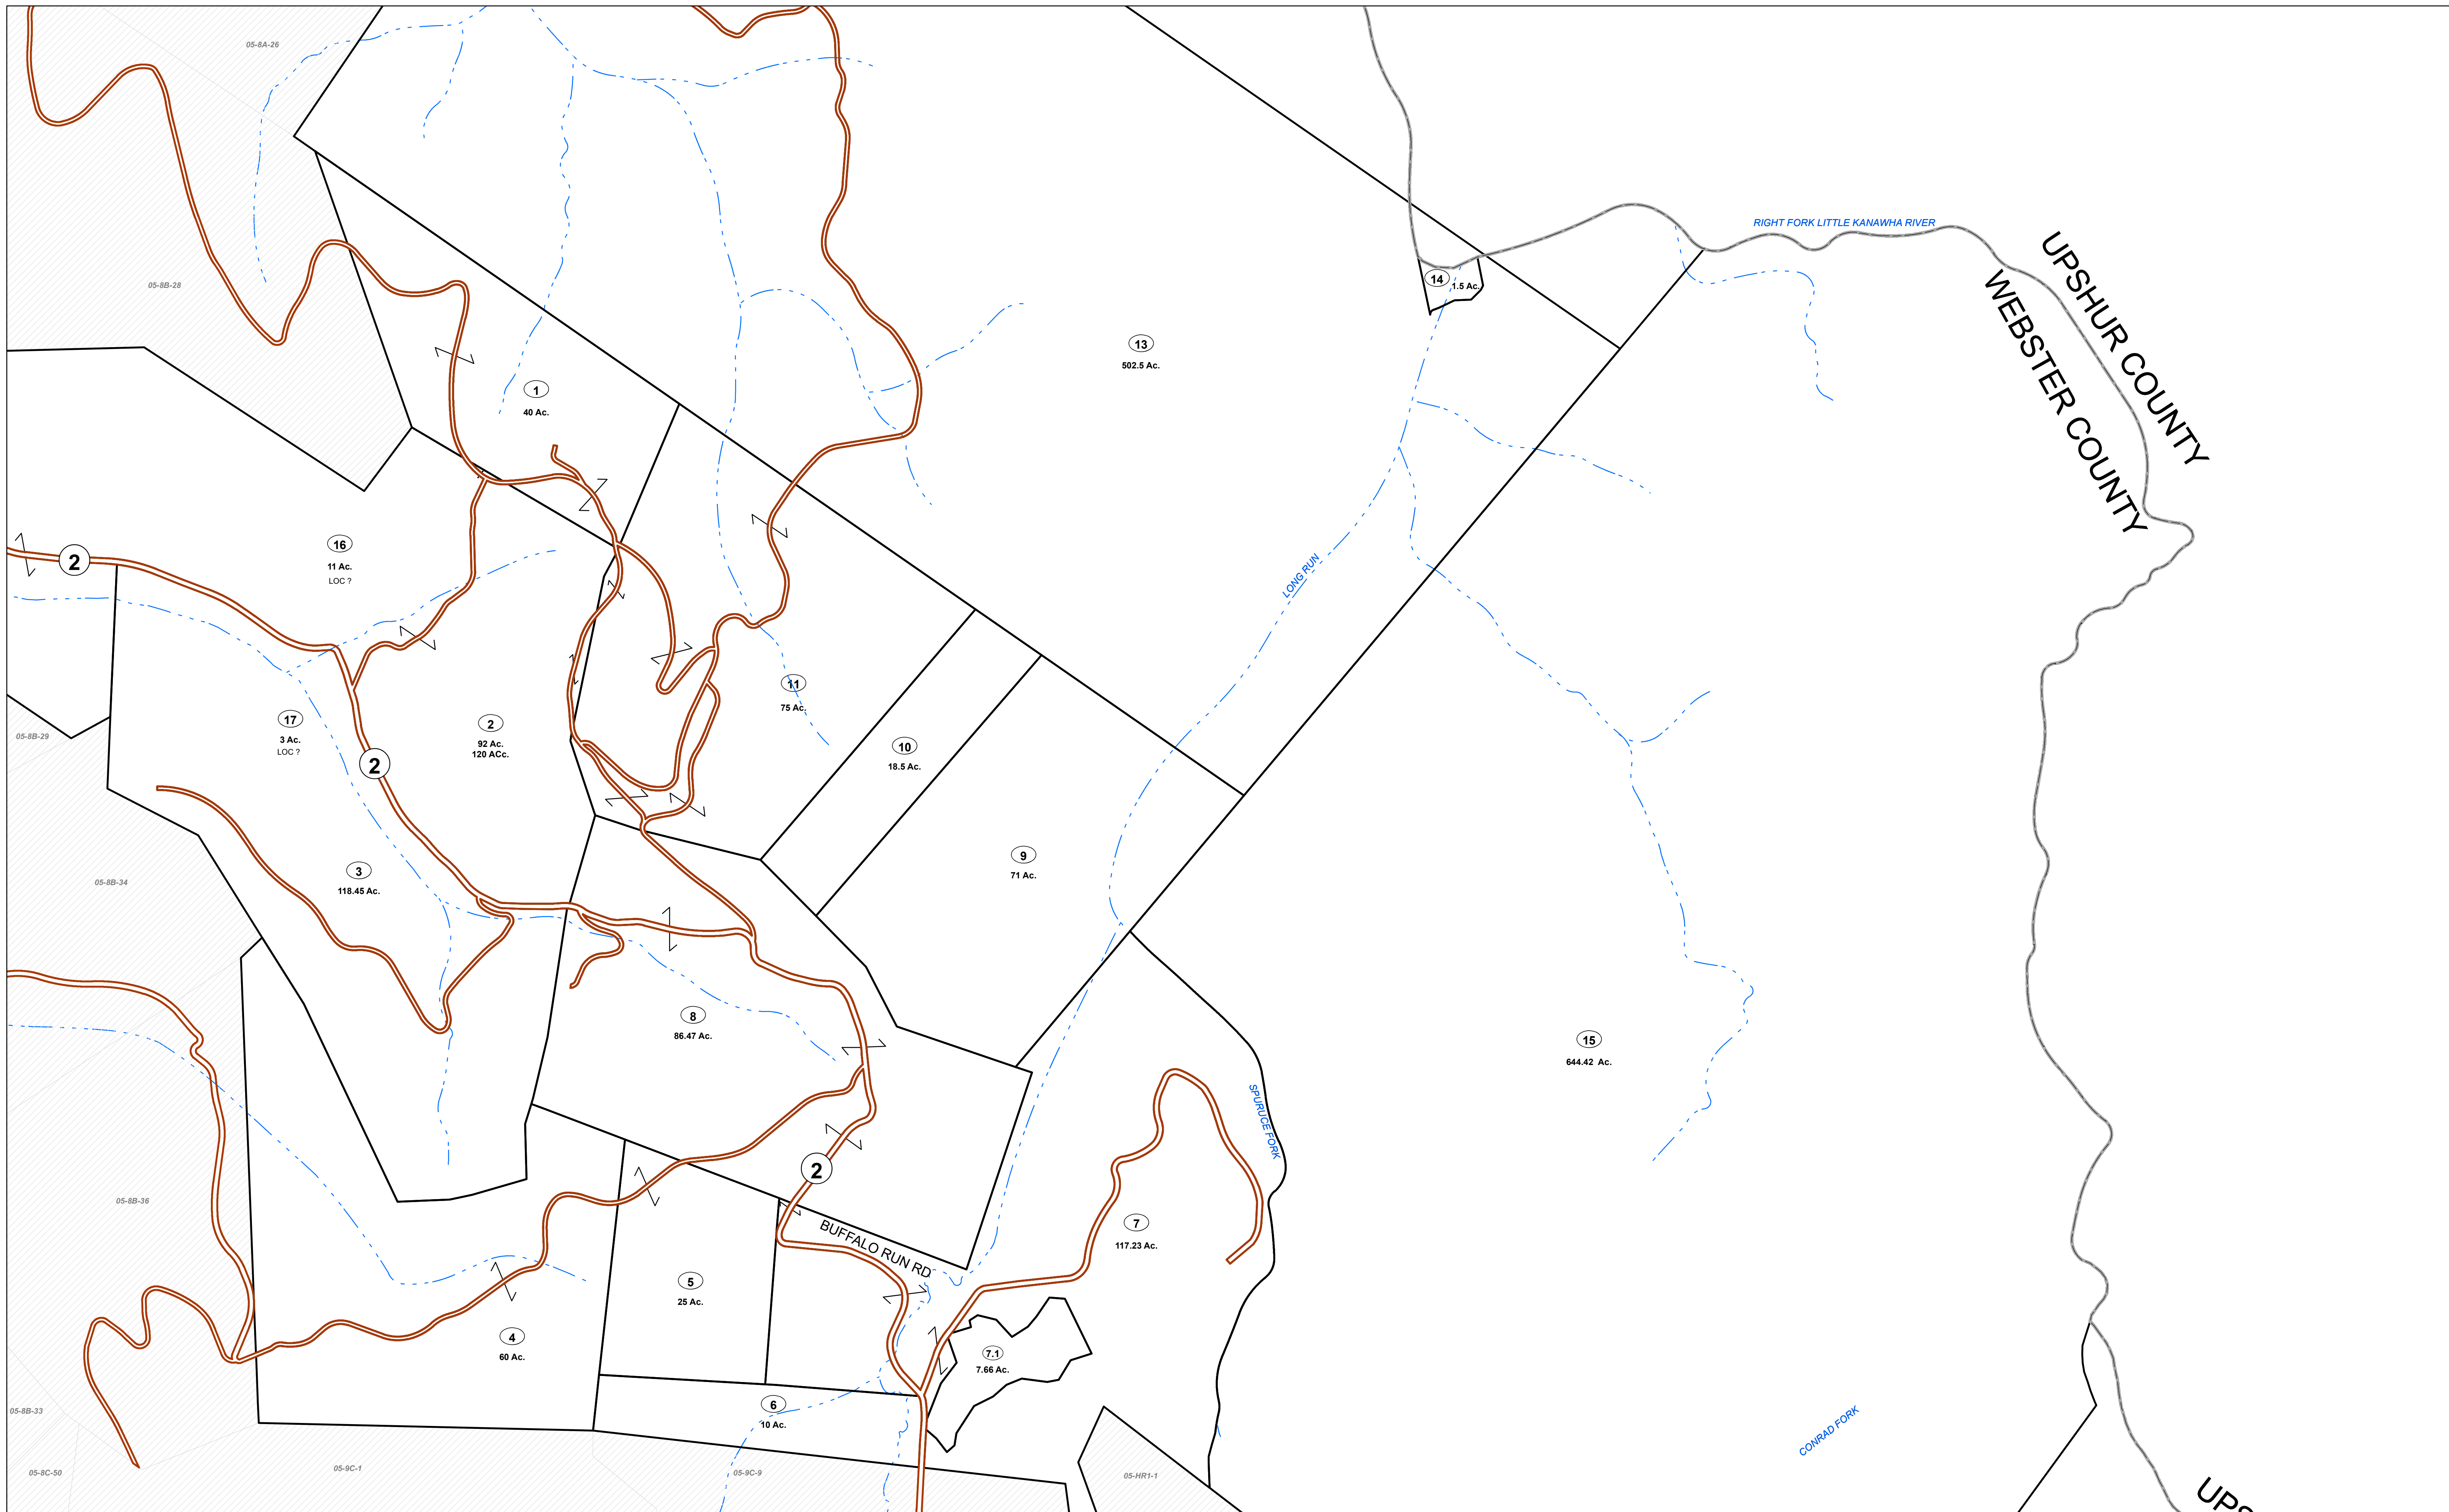 05-8A-26
RIGHT FORK LITTLE KANAWHA RIVER
UPSHUR COUNTY
WEBSTER COUNTY
05-8B-28
14
1.5 Ac.
13
502.5 Ac.
1
40 Ac.
16
11 Ac.
LOC ?
2
LONG RUN
11
75 Ac.
17
3 Ac.
LOC ?
2
92 Ac.
120 ACc.
05-8B-29
10
18.5 Ac.
2
9
71 Ac.
3
118.45 Ac.
05-8B-34
8
86.47 Ac.
15
644.42 Ac.
SPURUCE FORK
2
05-8B-36
7
117.23 Ac.
BUFFALO RUN RD
5
25 Ac.
4
60 Ac.
7.1
7.66 Ac.
6
10 Ac.
05-8B-33
CONRAD FORK
05-8C-50
05-9C-1
05-9C-9
05-HR1-1